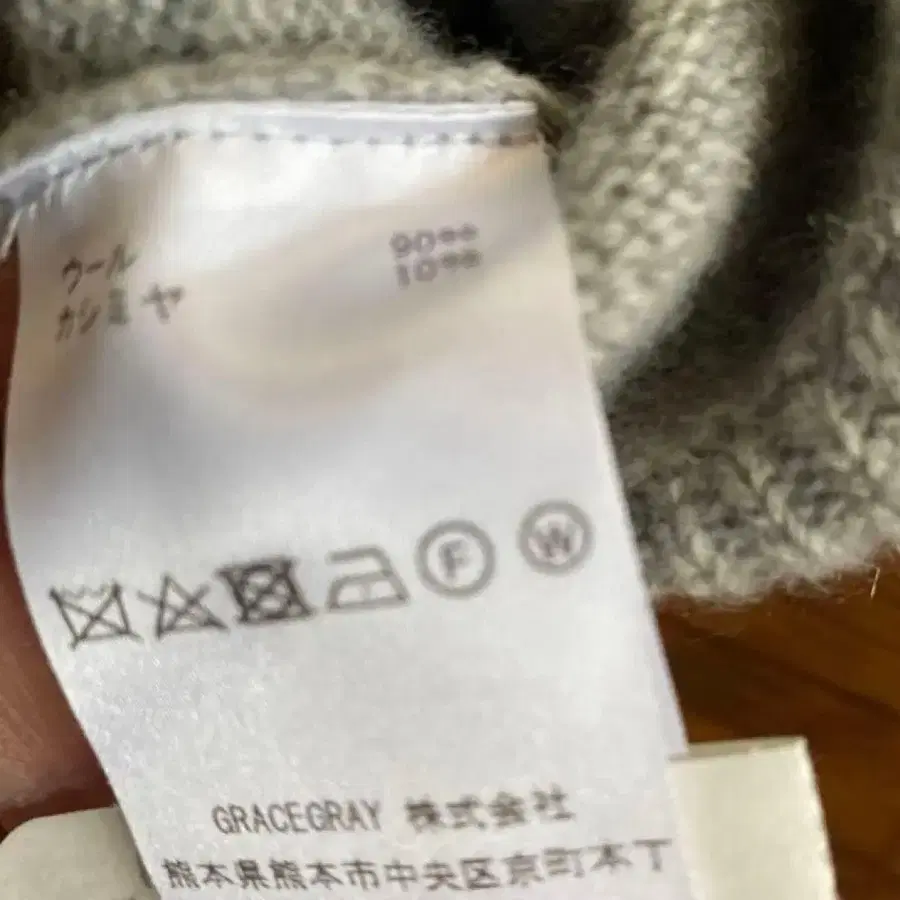 ウール 90%
カシミヤ 10%
F W
GRACEGRAY 株式会社
熊本県熊本市中央区京町本丁